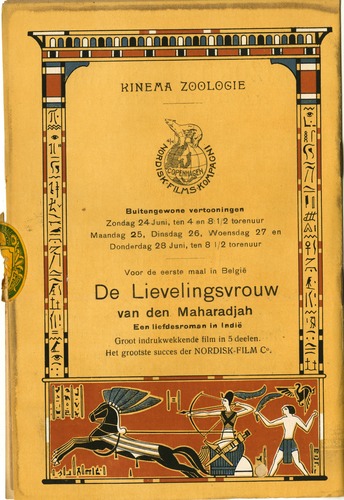 KINEMA ZOOLOGIE
NORDISK-FILMS-KOMPAGNI
COPENHAGEN
Buitengewone vertooningen
Zondag 24 Juni, ten 4 en 8 1/2 torenuur
Maandag 25, Dinsdag 26, Woensdag 27 en
Donderdag 28 Juni, ten 8 1/2 torenuur
Voor de eerste maal in België
De Lievelingsvrouw
van den Maharadjah
Een liefdesroman in Indië
Groot indrukwekkende film in 5 deelen.
Het grootste succes der NORDISK-FILM Co.